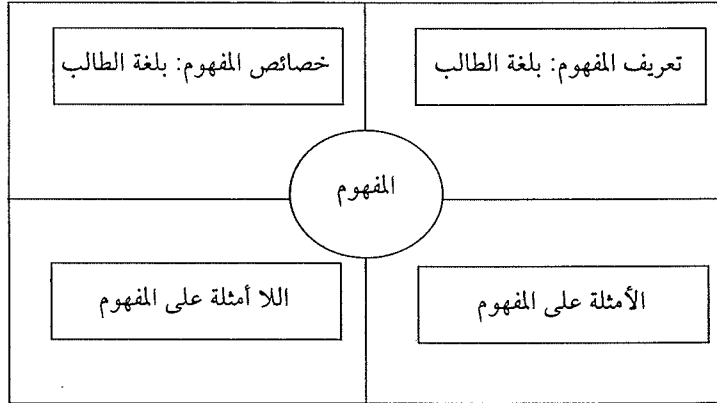 تعريف المفهوم: بلغة الطالب
خصائص المفهوم: بلغة الطالب
المفهوم
الأمثلة على المفهوم
اللا أمثلة على المفهوم